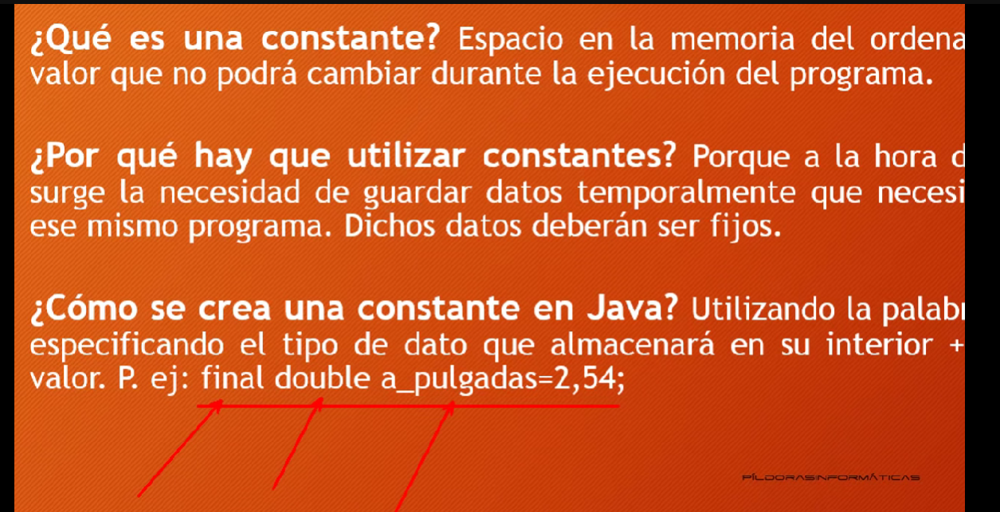 ¿Qué es una constante? Espacio en la memoria del ordena
valor que no podrá cambiar durante la ejecución del programa.
¿Por qué hay que utilizar constantes? Porque a la hora d
surge la necesidad de guardar datos temporalmente que necesi
ese mismo programa. Dichos datos deberán ser fijos.
¿Cómo se crea una constante en Java? Utilizando la palab
especificando el tipo de dato que almacenará en su interior +
valor. P. ej: final double a_pulgadas=2,54;
PÍLDORASINFORMÁTICAS